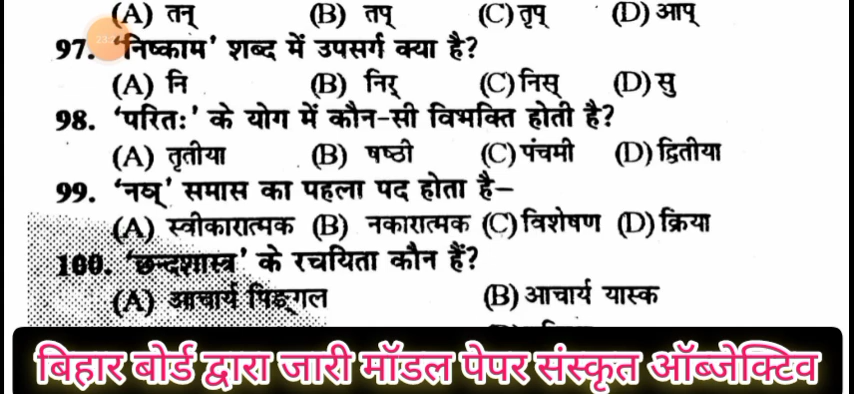 (A) तन् (B) तप् (C) तृप् (D) आप्
97. 'निष्काम' शब्द में उपसर्ग क्या है?
(A) नि (B) निर् (C) निस् (D) सु
98. 'परितः' के योग में कौन-सी विभक्ति होती है?
(A) तृतीया (B) षष्ठी (C) पंचमी (D) द्वितीया
99. 'नञ्' समास का पहला पद होता है–
(A) स्वीकारात्मक (B) नकारात्मक (C) विशेषण (D) क्रिया
100. 'छन्दशास्त्र' के रचयिता कौन हैं?
(A) आचार्य पिङ्गल (B) आचार्य यास्क
बिहार बोर्ड द्वारा जारी मॉडल पेपर संस्कृत ऑब्जेक्टिव